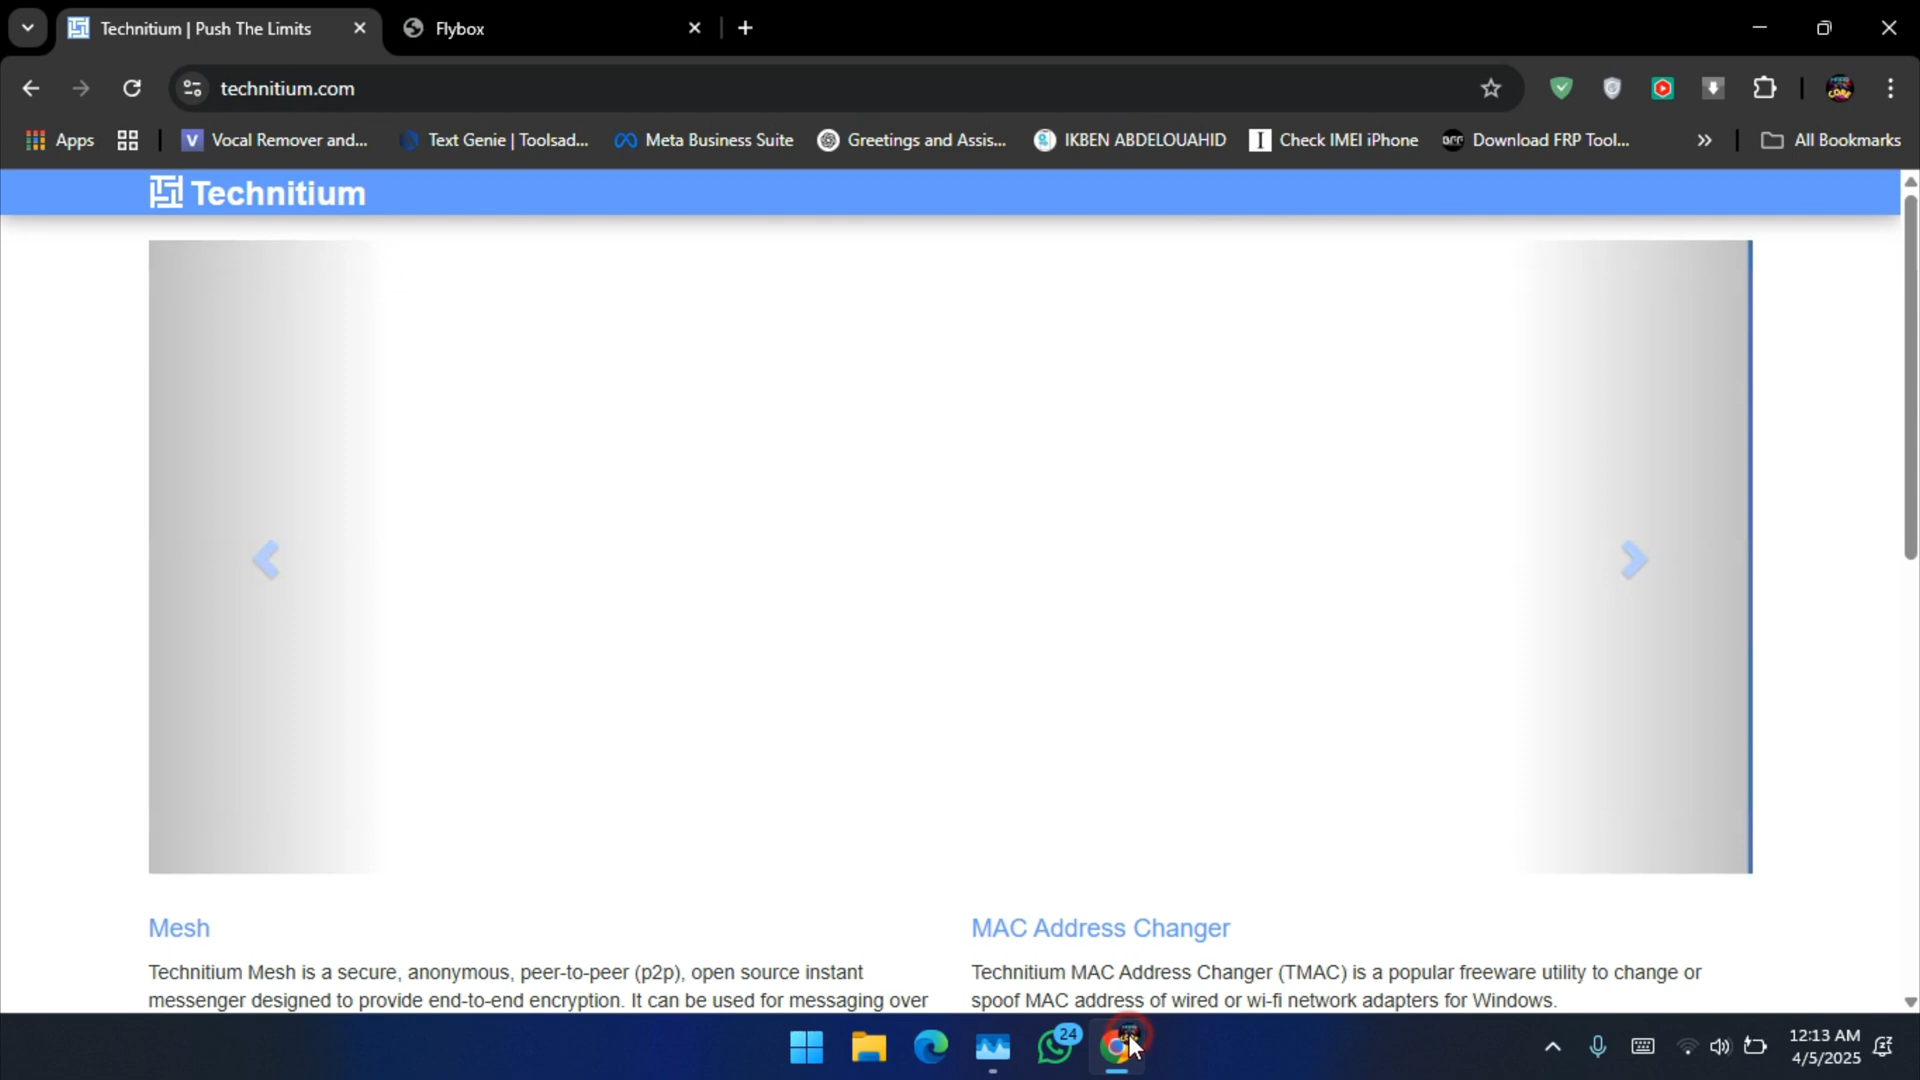 Technitium | Push The Limits
Flybox
technitium.com
Apps
Vocal Remover and...
Text Genie | Toolsad...
Meta Business Suite
Greetings and Assis...
IKBEN ABDELOUAHID
Check IMEI iPhone
Download FRP Tool...
All Bookmarks
Technitium
Mesh
Technitium Mesh is a secure, anonymous, peer-to-peer (p2p), open source instant
messenger designed to provide end-to-end encryption. It can be used for messaging over
MAC Address Changer
Technitium MAC Address Changer (TMAC) is a popular freeware utility to change or
spoof MAC address of wired or wi-fi network adapters for Windows.
24
12:13 AM
4/5/2025